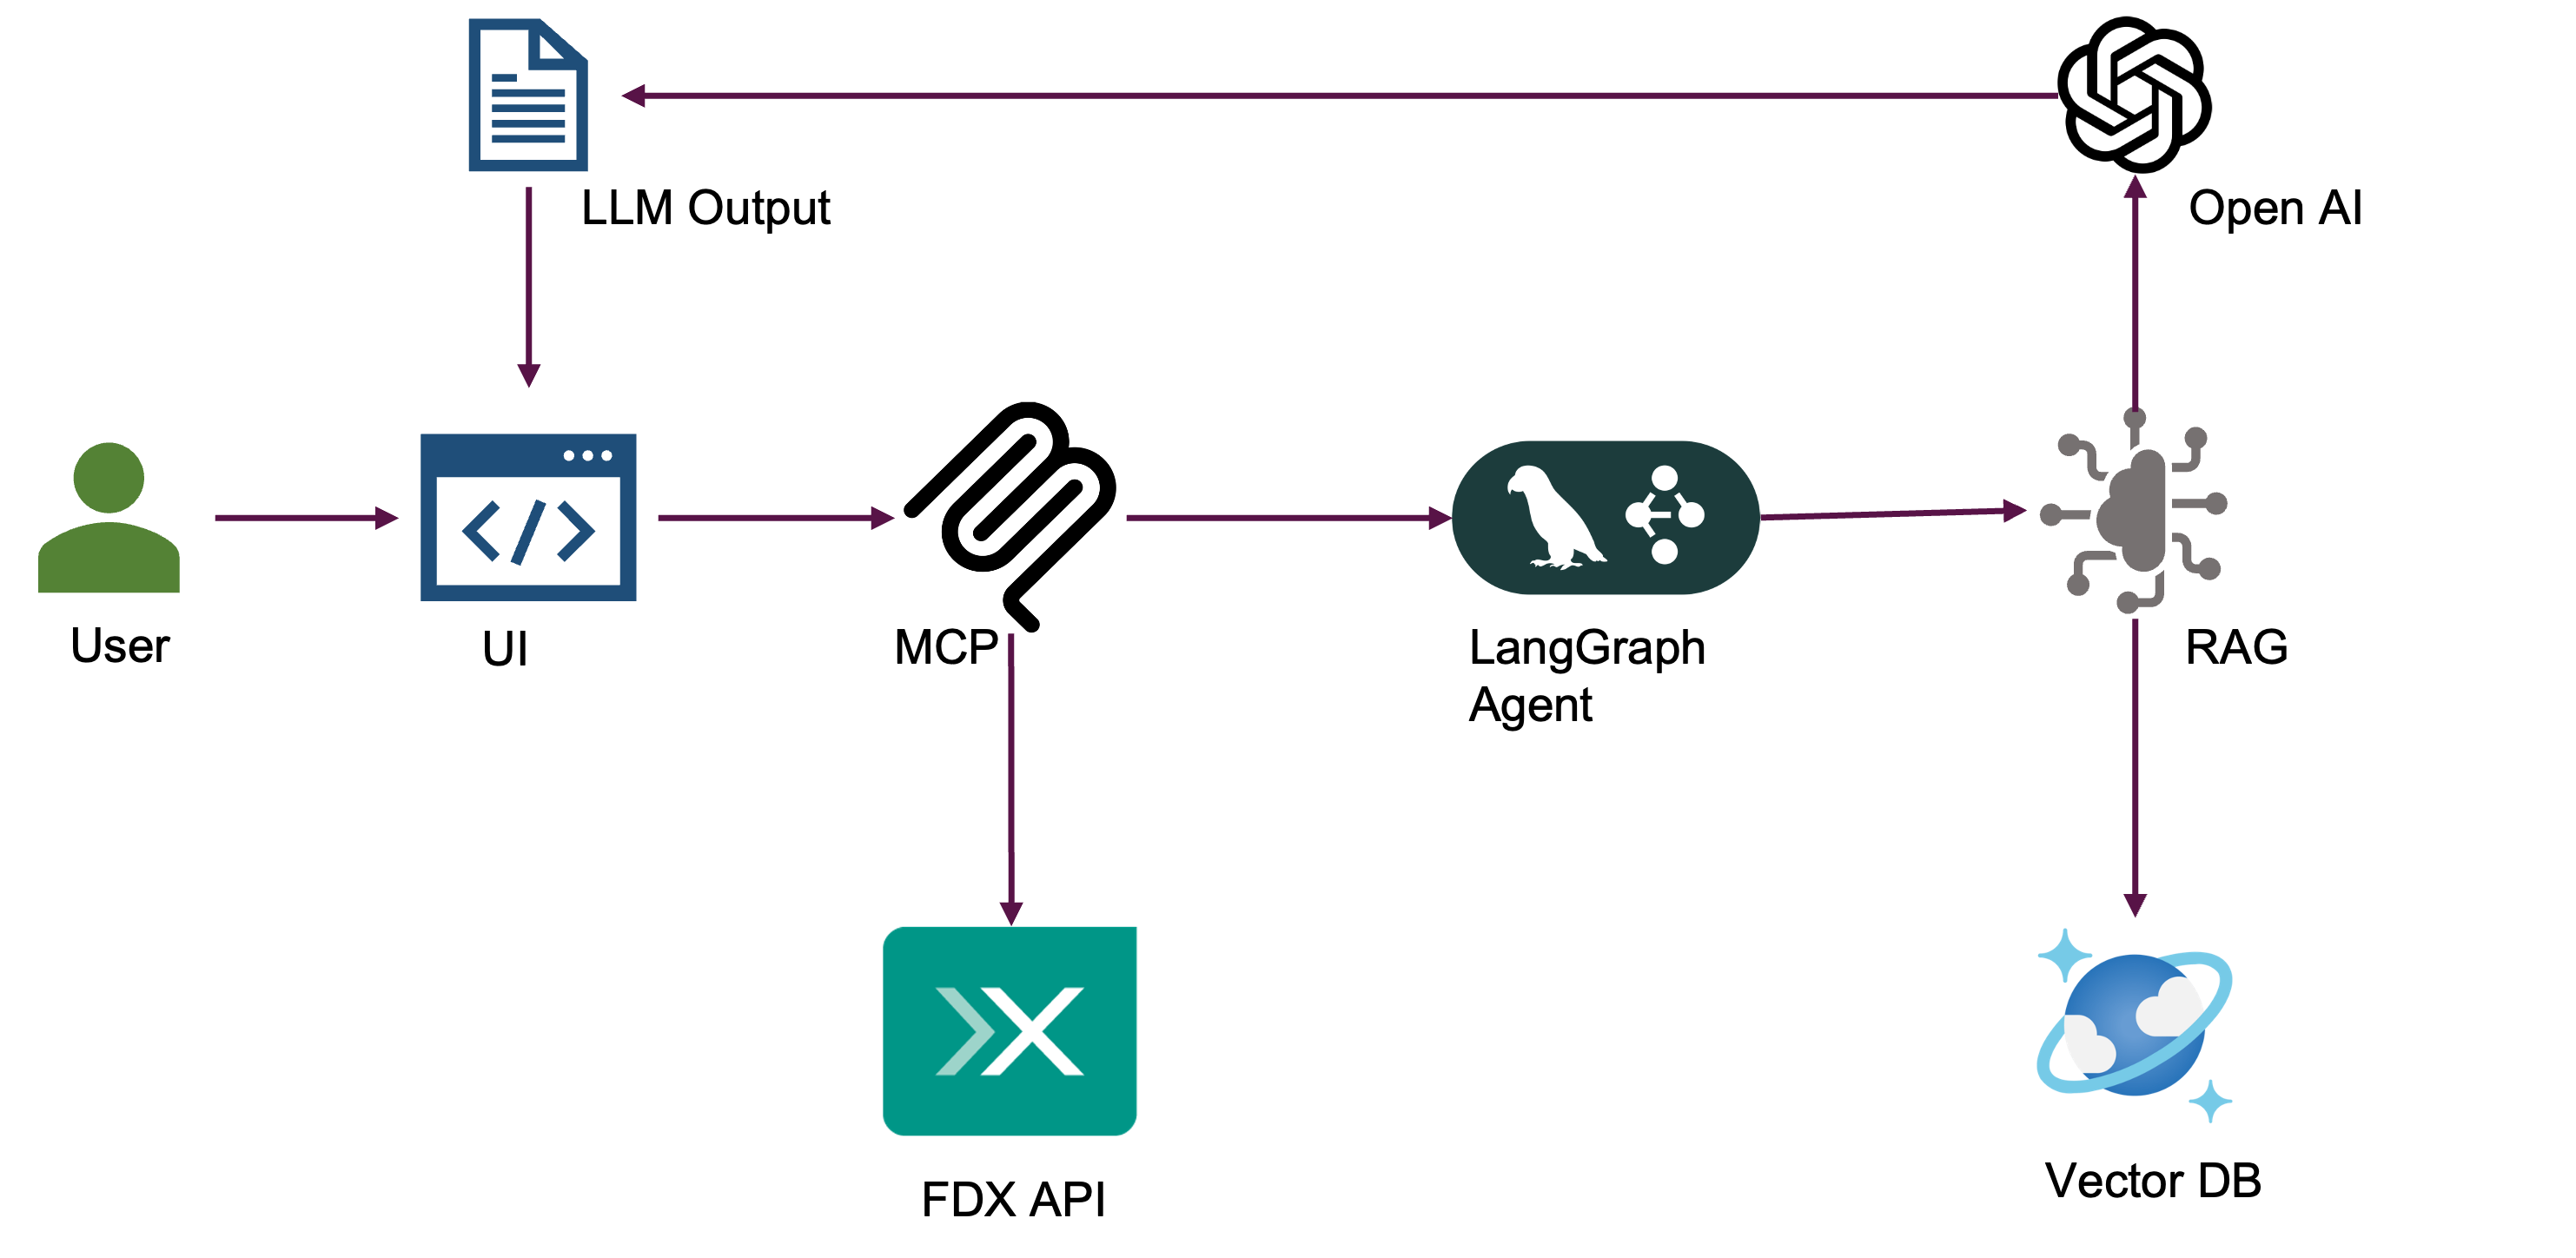 LLM Output
Open AI
User
UI
MCP
LangGraph
Agent
RAG
FDX API
Vector DB